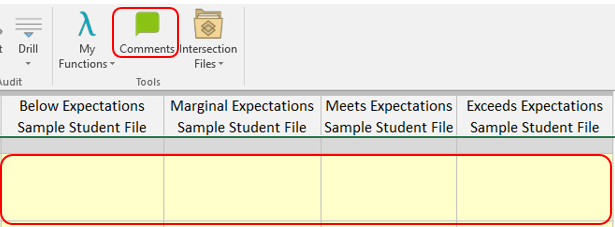 t Drill
My Functions
Comments
Intersection Files
Audit
Tools
Below Expectations Marginal Expectations Meets Expectations Exceeds Expectations
Sample Student File Sample Student File Sample Student File Sample Student File